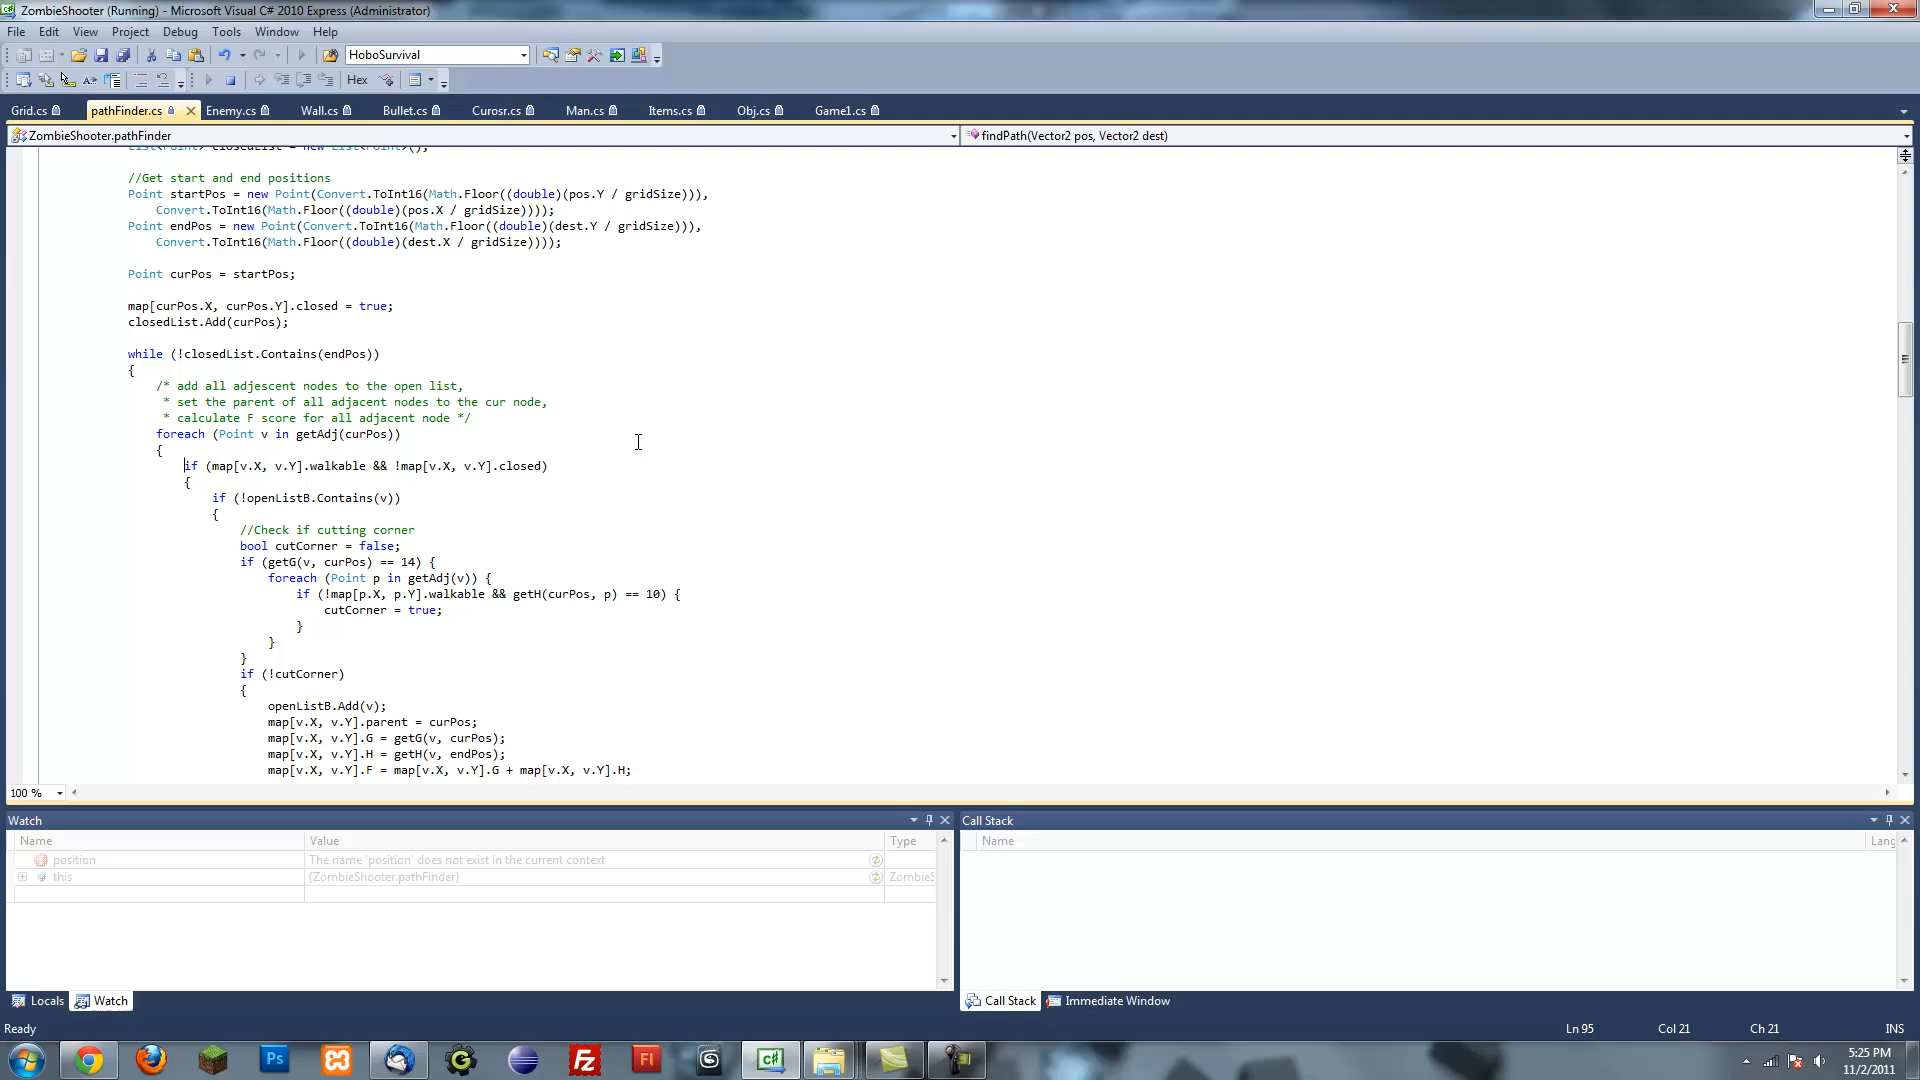 ZombieShooter (Running) - Microsoft Visual C# 2010 Express (Administrator)
File Edit View Project Debug Tools Window Help
HoboSurvival
Hex
Grid.cs pathFinder.cs Enemy.cs Wall.cs Bullet.cs Curosr.cs Man.cs Items.cs Obj.cs Game1.cs
ZombieShooter.pathFinder findPath(Vector2 pos, Vector2 dest)
List<Point> closedList = new List<Point>();
//Get start and end positions
Point startPos = new Point(Convert.ToInt16(Math.Floor((double)(pos.Y / gridSize))),
Convert.ToInt16(Math.Floor((double)(pos.X / gridSize))));
Point endPos = new Point(Convert.ToInt16(Math.Floor((double)(dest.Y / gridSize))),
Convert.ToInt16(Math.Floor((double)(dest.X / gridSize))));
Point curPos = startPos;
map[curPos.X, curPos.Y].closed = true;
closedList.Add(curPos);
while (!closedList.Contains(endPos))
{
/* add all adjescent nodes to the open list,
* set the parent of all adjacent nodes to the cur node,
* calculate F score for all adjacent node */
foreach (Point v in getAdj(curPos))
{
if (map[v.X, v.Y].walkable && !map[v.X, v.Y].closed)
{
if (!openListB.Contains(v))
{
//Check if cutting corner
bool cutCorner = false;
if (getG(v, curPos) == 14) {
foreach (Point p in getAdj(v)) {
if (!map[p.X, p.Y].walkable && getH(curPos, p) == 10) {
cutCorner = true;
}
}
}
if (!cutCorner)
{
openListB.Add(v);
map[v.X, v.Y].parent = curPos;
map[v.X, v.Y].G = getG(v, curPos);
map[v.X, v.Y].H = getH(v, endPos);
map[v.X, v.Y].F = map[v.X, v.Y].G + map[v.X, v.Y].H;
100 %
Watch Call Stack
Name Value Type Name Lang
position The name 'position' does not exist in the current context
this {ZombieShooter.pathFinder} ZombieS
Locals Watch Call Stack Immediate Window
Ready Ln 95 Col 21 Ch 21 INS
5:25 PM
11/2/2011